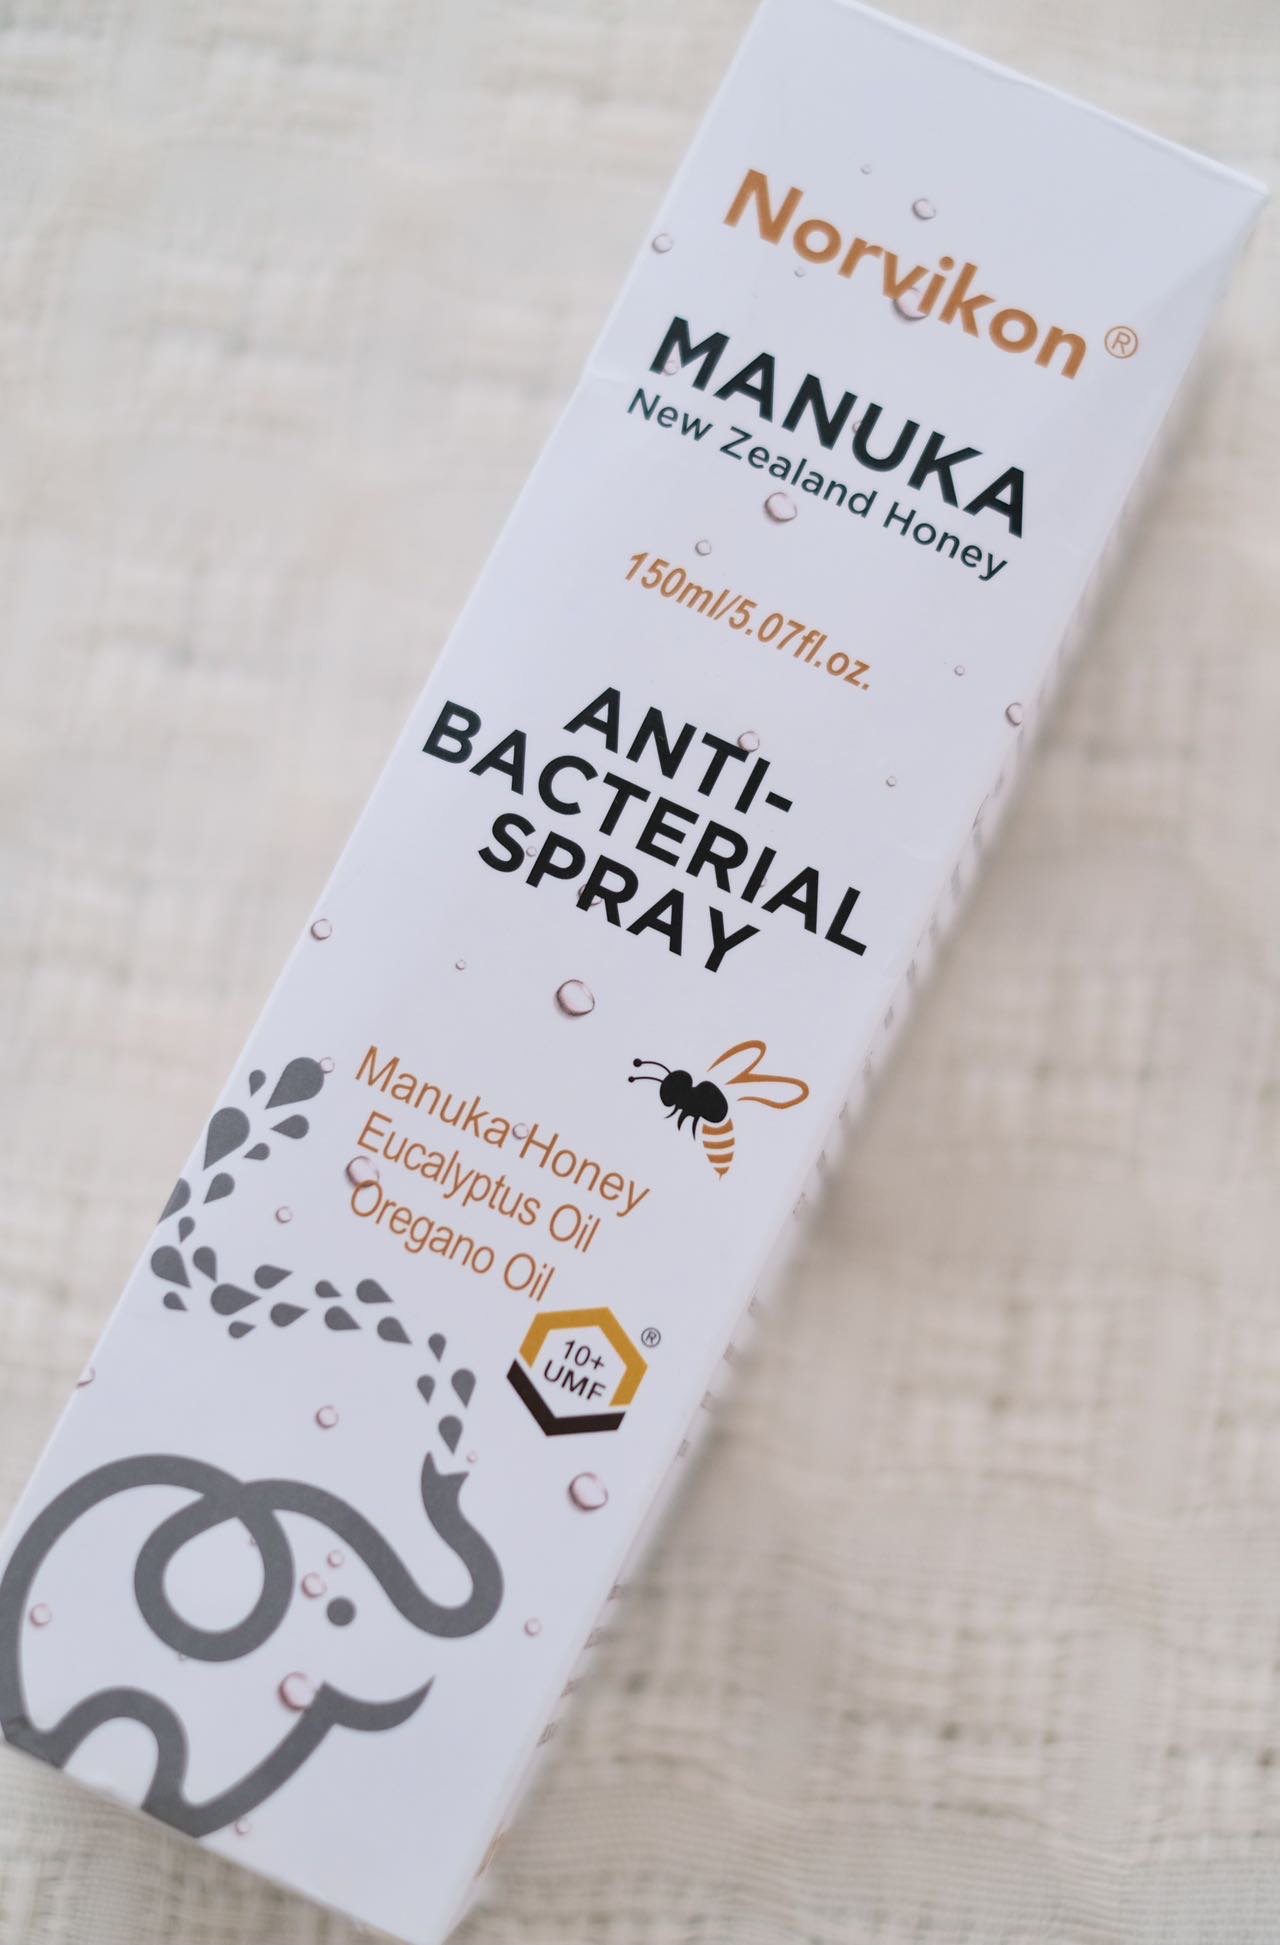 Norvikon®
MANUKA
New Zealand Honey
150ml/5.07fl.oz.
ANTI-
BACTERIAL
SPRAY
Manuka Honey
Eucalyptus Oil
Oregano Oil
10+
UMF
®